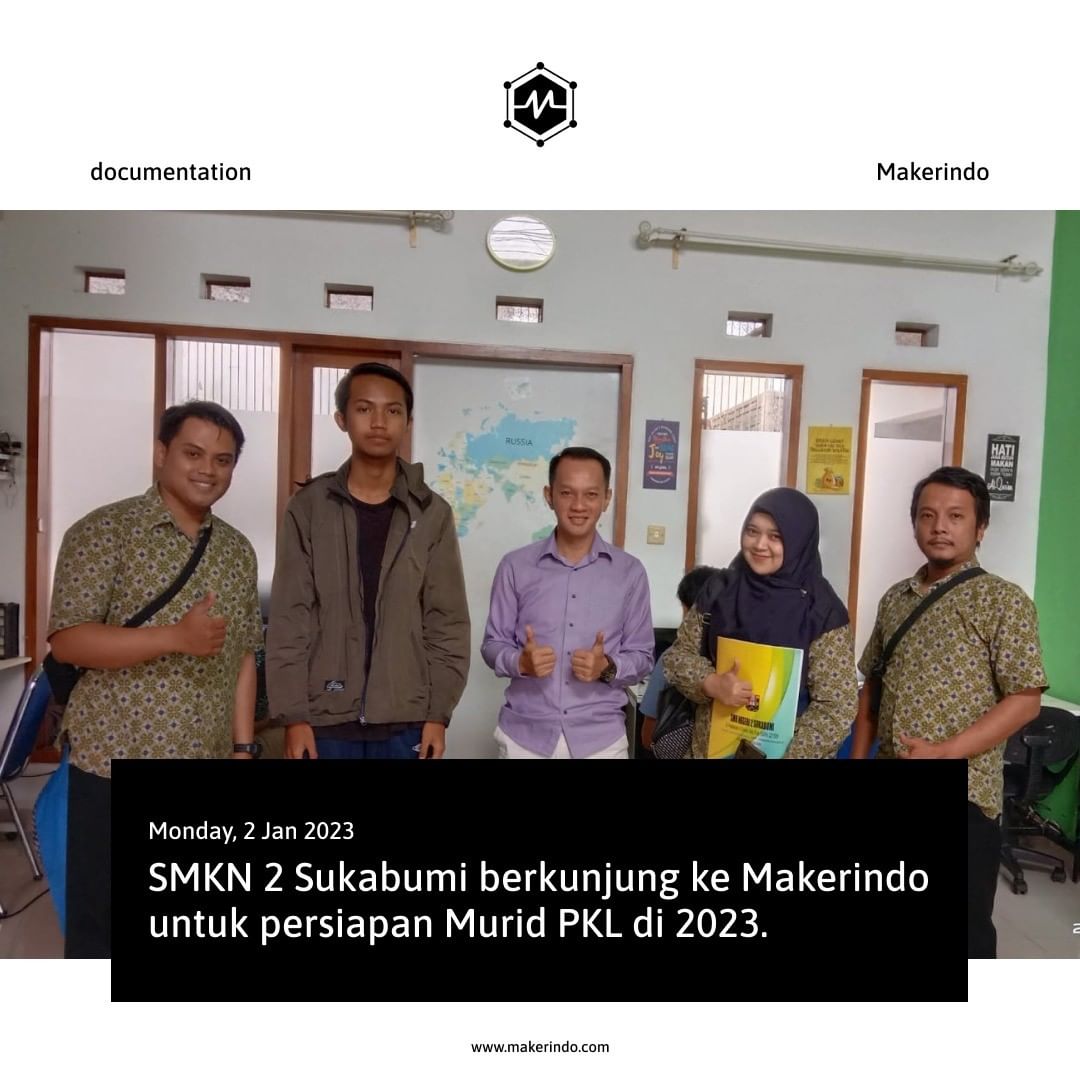 documentation
Makerindo
RUSSIA
Joy
HATI
MAKAN
SMK NEGERI 2 SUKABUMI
Monday, 2 Jan 2023
SMKN 2 Sukabumi berkunjung ke Makerindo
untuk persiapan Murid PKL di 2023.
www.makerindo.com